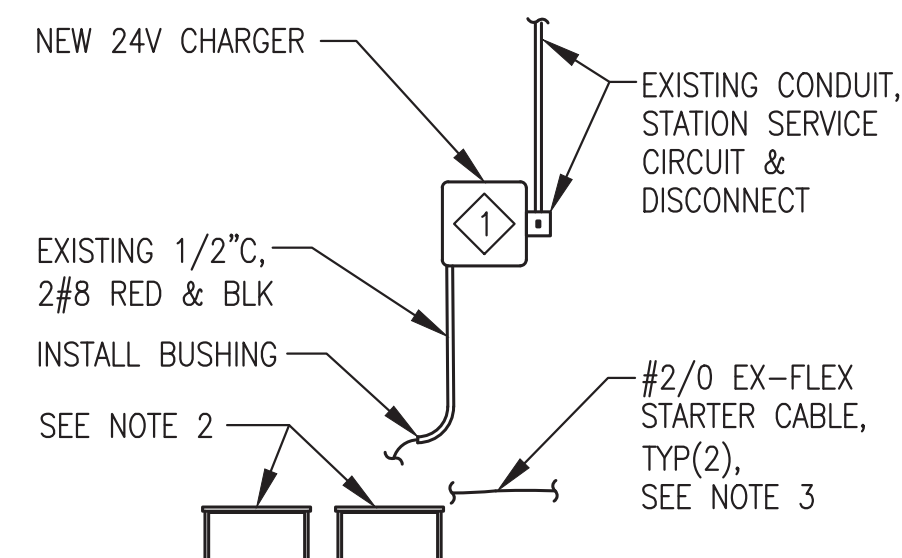 NEW 24V CHARGER
EXISTING CONDUIT,
STATION SERVICE
CIRCUIT &
DISCONNECT
1
EXISTING 1/2”C,
2#8 RED & BLK
INSTALL BUSHING
SEE NOTE 2
#2/0 EX–FLEX
STARTER CABLE,
TYP(2),
SEE NOTE 3